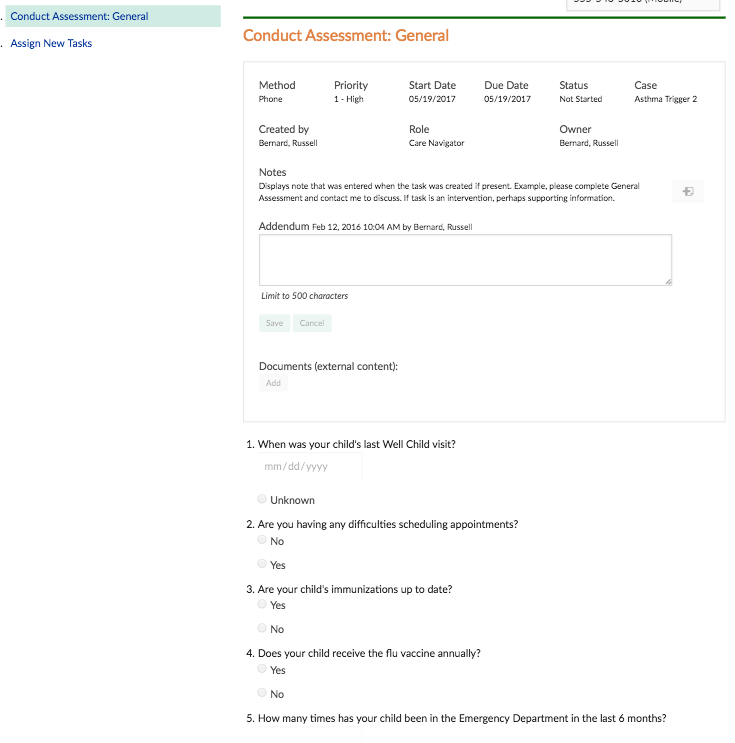 Conduct Assessment: General
Assign New Tasks
Conduct Assessment: General
Method Priority Start Date Due Date Status Case
Phone 1 - High 05/19/2017 05/19/2017 Not Started Asthma Trigger 2
Created by Role Owner
Bernard, Russell Care Navigator Bernard, Russell
Notes
Displays note that was entered when the task was created if present. Example, please complete General
Assessment and contact me to discuss. If task is an intervention, perhaps supporting information.
Addendum Feb 12, 2016 10:04 AM by Bernard, Russell
Limit to 500 characters
Save Cancel
Documents (external content):
Add
1. When was your child's last Well Child visit?
mm/dd/yyyy
Unknown
2. Are you having any difficulties scheduling appointments?
No
Yes
3. Are your child's immunizations up to date?
Yes
No
4. Does your child receive the flu vaccine annually?
Yes
No
5. How many times has your child been in the Emergency Department in the last 6 months?